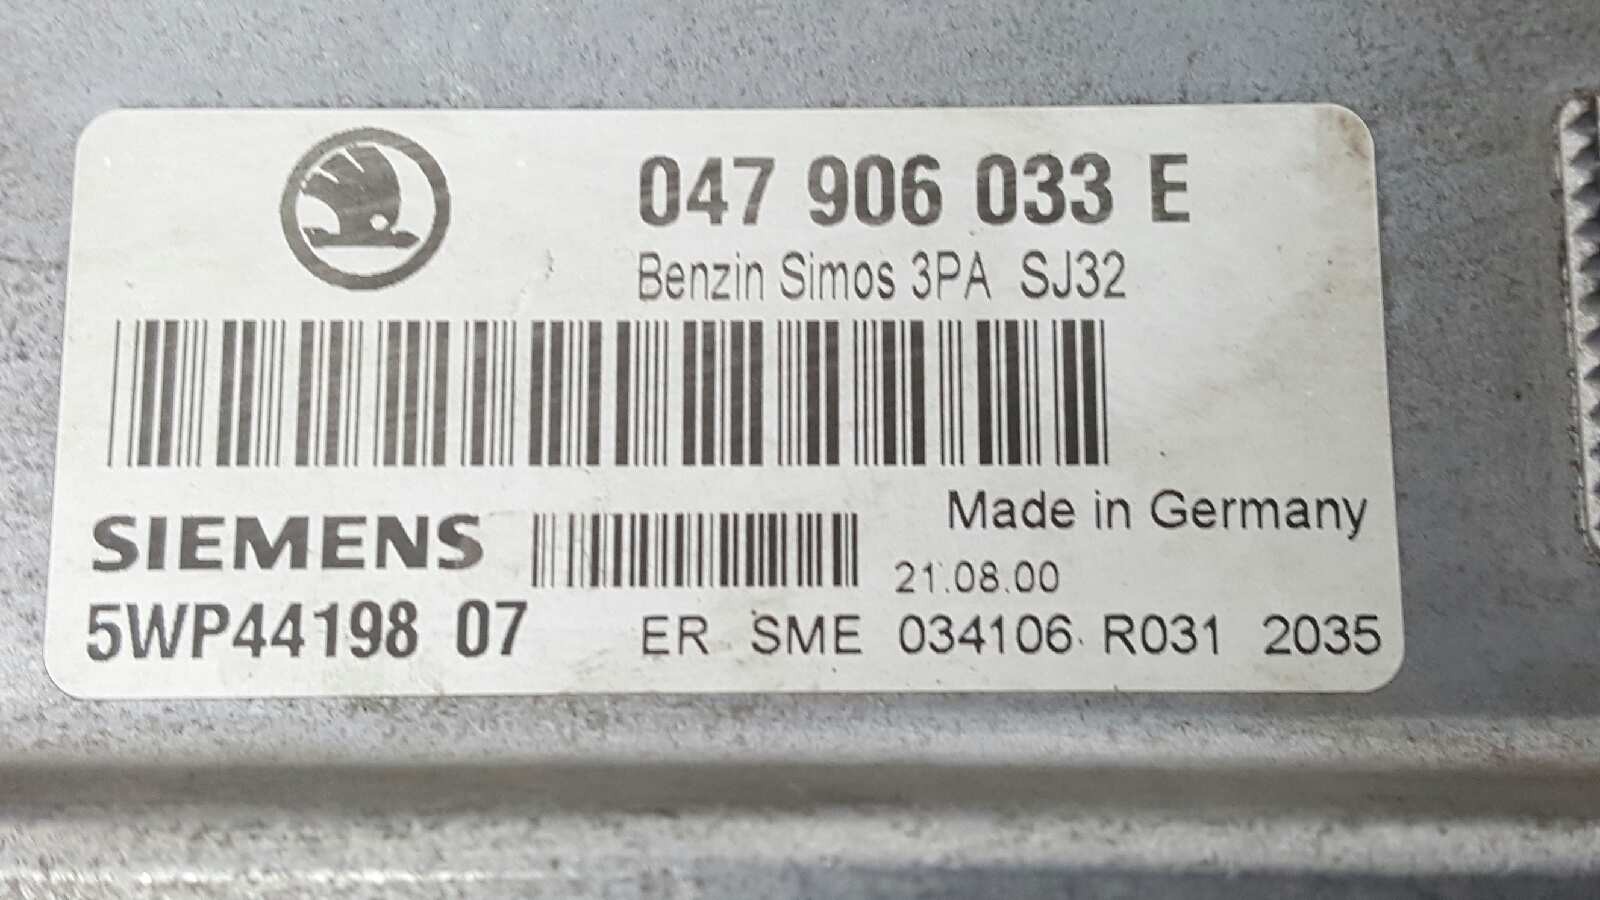 047 906 033 E
Benzin Simos 3PA SJ32
Made in Germany
SIEMENS
21.08.00
5WP44198 07 ER SME 034106 R031 2035